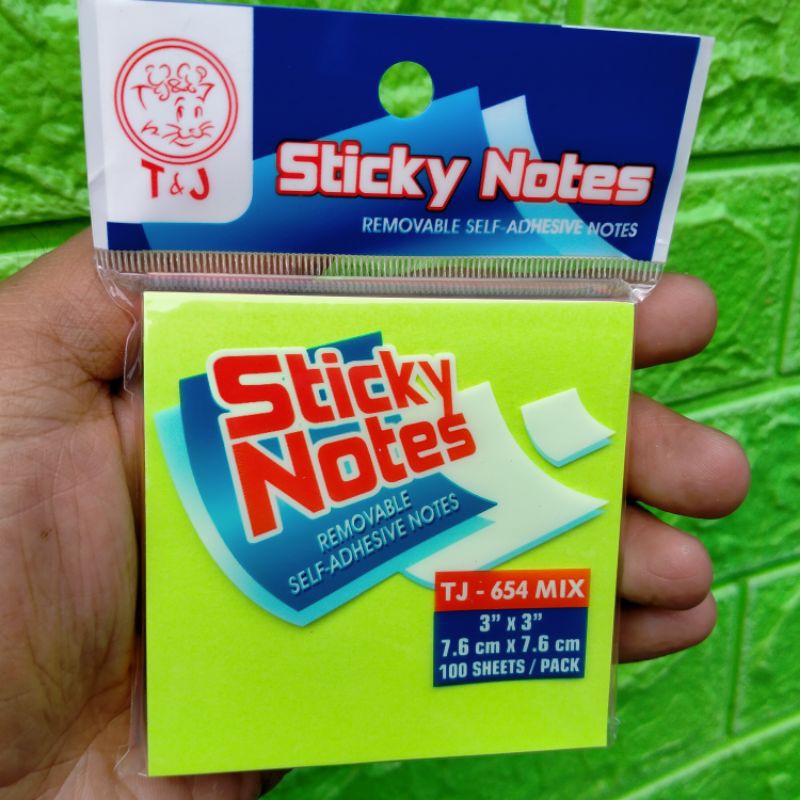 T&J
T&J
Sticky Notes
REMOVABLE SELF-ADHESIVE NOTES
Sticky
Notes
REMOVABLE
SELF-ADHESIVE NOTES
TJ - 654 MIX
3” x 3”
7.6 cm x 7.6 cm
100 SHEETS / PACK